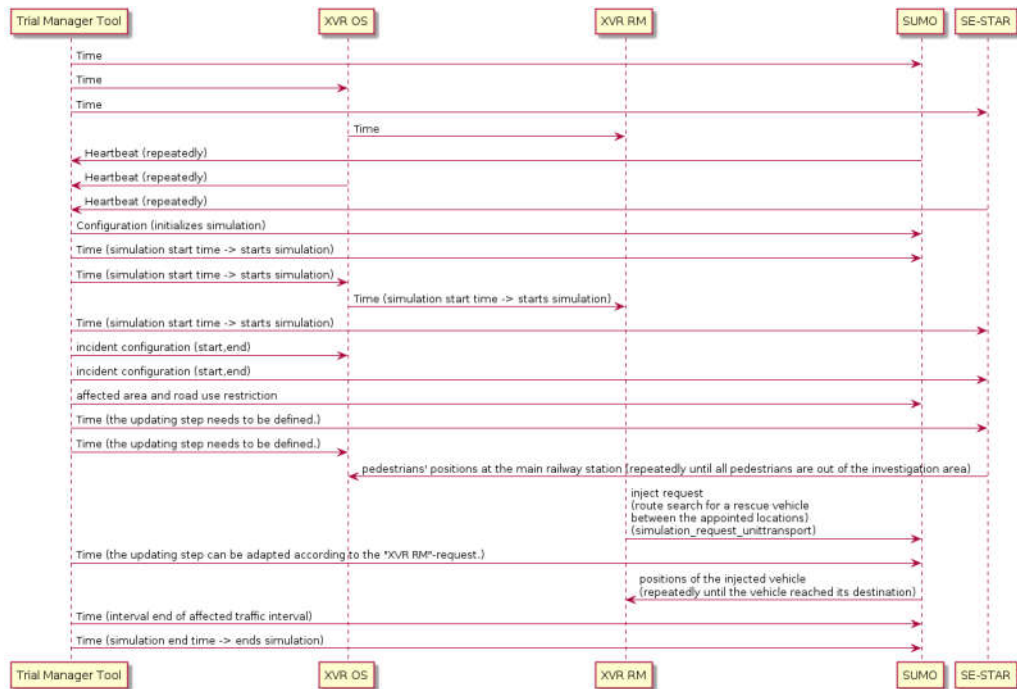 Trial Manager Tool
XVR OS
XVR RM
SUMO
SE-STAR
Time
Time
Time
Time
Heartbeat (repeatedly)
Heartbeat (repeatedly)
Heartbeat (repeatedly)
Configuration (initializes simulation)
Time (simulation start time -> starts simulation)
Time (simulation start time -> starts simulation)
Time (simulation start time -> starts simulation)
Time (simulation start time -> starts simulation)
incident configuration (start,end)
incident configuration (start,end)
affected area and road use restriction
Time (the updating step needs to be defined.)
Time (the updating step needs to be defined.)
pedestrians' positions at the main railway station (repeatedly until all pedestrians are out of the investigation area)
inject request
(route search for a rescue vehicle
between the appointed locations)
(simulation_request_unittransport)
Time (the updating step can be adapted according to the "XVR RM"-request.)
positions of the injected vehicle
(repeatedly until the vehicle reached its destination)
Time (interval end of affected traffic interval)
Time (simulation end time -> ends simulation)
Trial Manager Tool
XVR OS
XVR RM
SUMO
SE-STAR